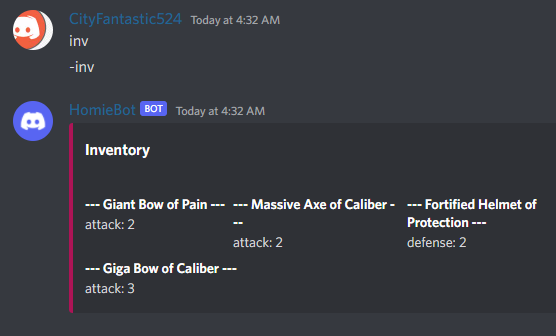 CityFantastic524 Today at 4:32 AM
inv
-inv
HomieBot BOT Today at 4:32 AM
Inventory
--- Giant Bow of Pain ---
attack: 2
--- Massive Axe of Caliber -
--
attack: 2
--- Fortified Helmet of
Protection ---
defense: 2
--- Giga Bow of Caliber ---
attack: 3